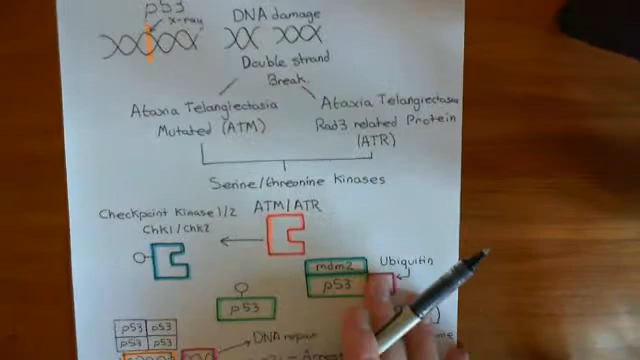 p53
x-ray
DNA damage
Double strand
Break.
Ataxia Telangiectasia
Mutated (ATM)
Ataxia Telangiectasia
Rad3 related Protein
(ATR)
Serine/threonine Kinases
Checkpoint Kinase 1/2
Chk1/chk2
ATM/ATR
mdm2
p53
Ubiquitin
p53
p53 p53
p53 p53
DNA repair
Arrest